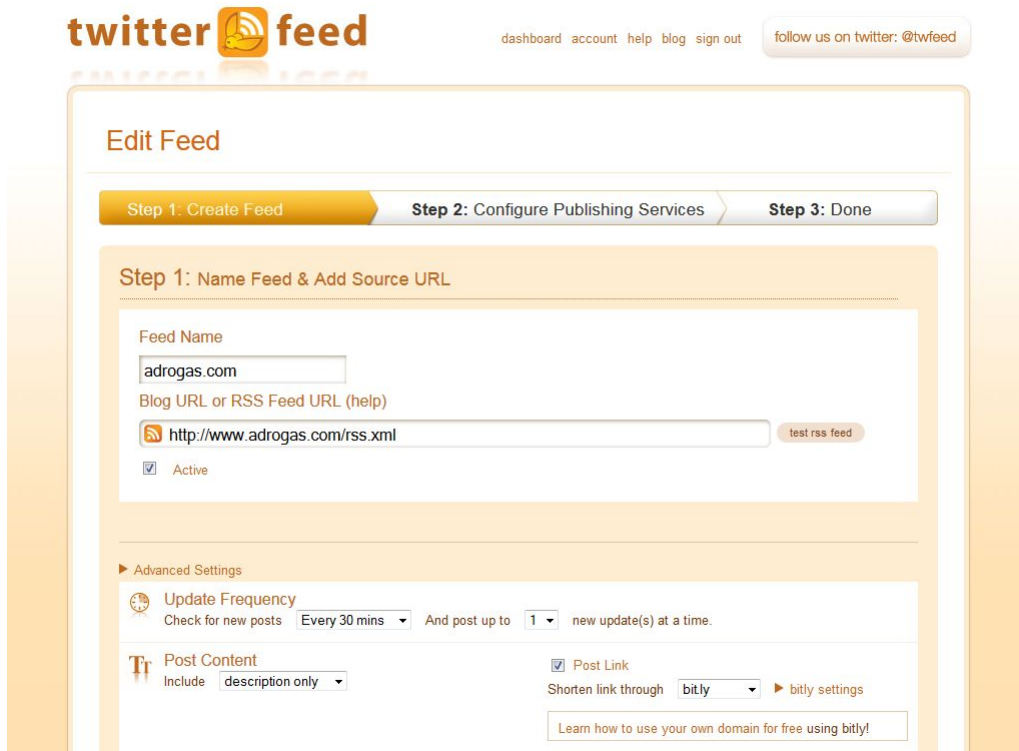 twitter feed
dashboard account help blog sign out
follow us on twitter: @twfeed
Edit Feed
Step 1: Create Feed
Step 2: Configure Publishing Services
Step 3: Done
Step 1: Name Feed & Add Source URL
Feed Name
adrogas.com
Blog URL or RSS Feed URL (help)
http://www.adrogas.com/rss.xml
test rss feed
Active
Advanced Settings
Update Frequency
Check for new posts Every 30 mins And post up to 1 new update(s) at a time.
Post Content
Include description only
Post Link
Shorten link through bit.ly bitly settings
Learn how to use your own domain for free using bitly!